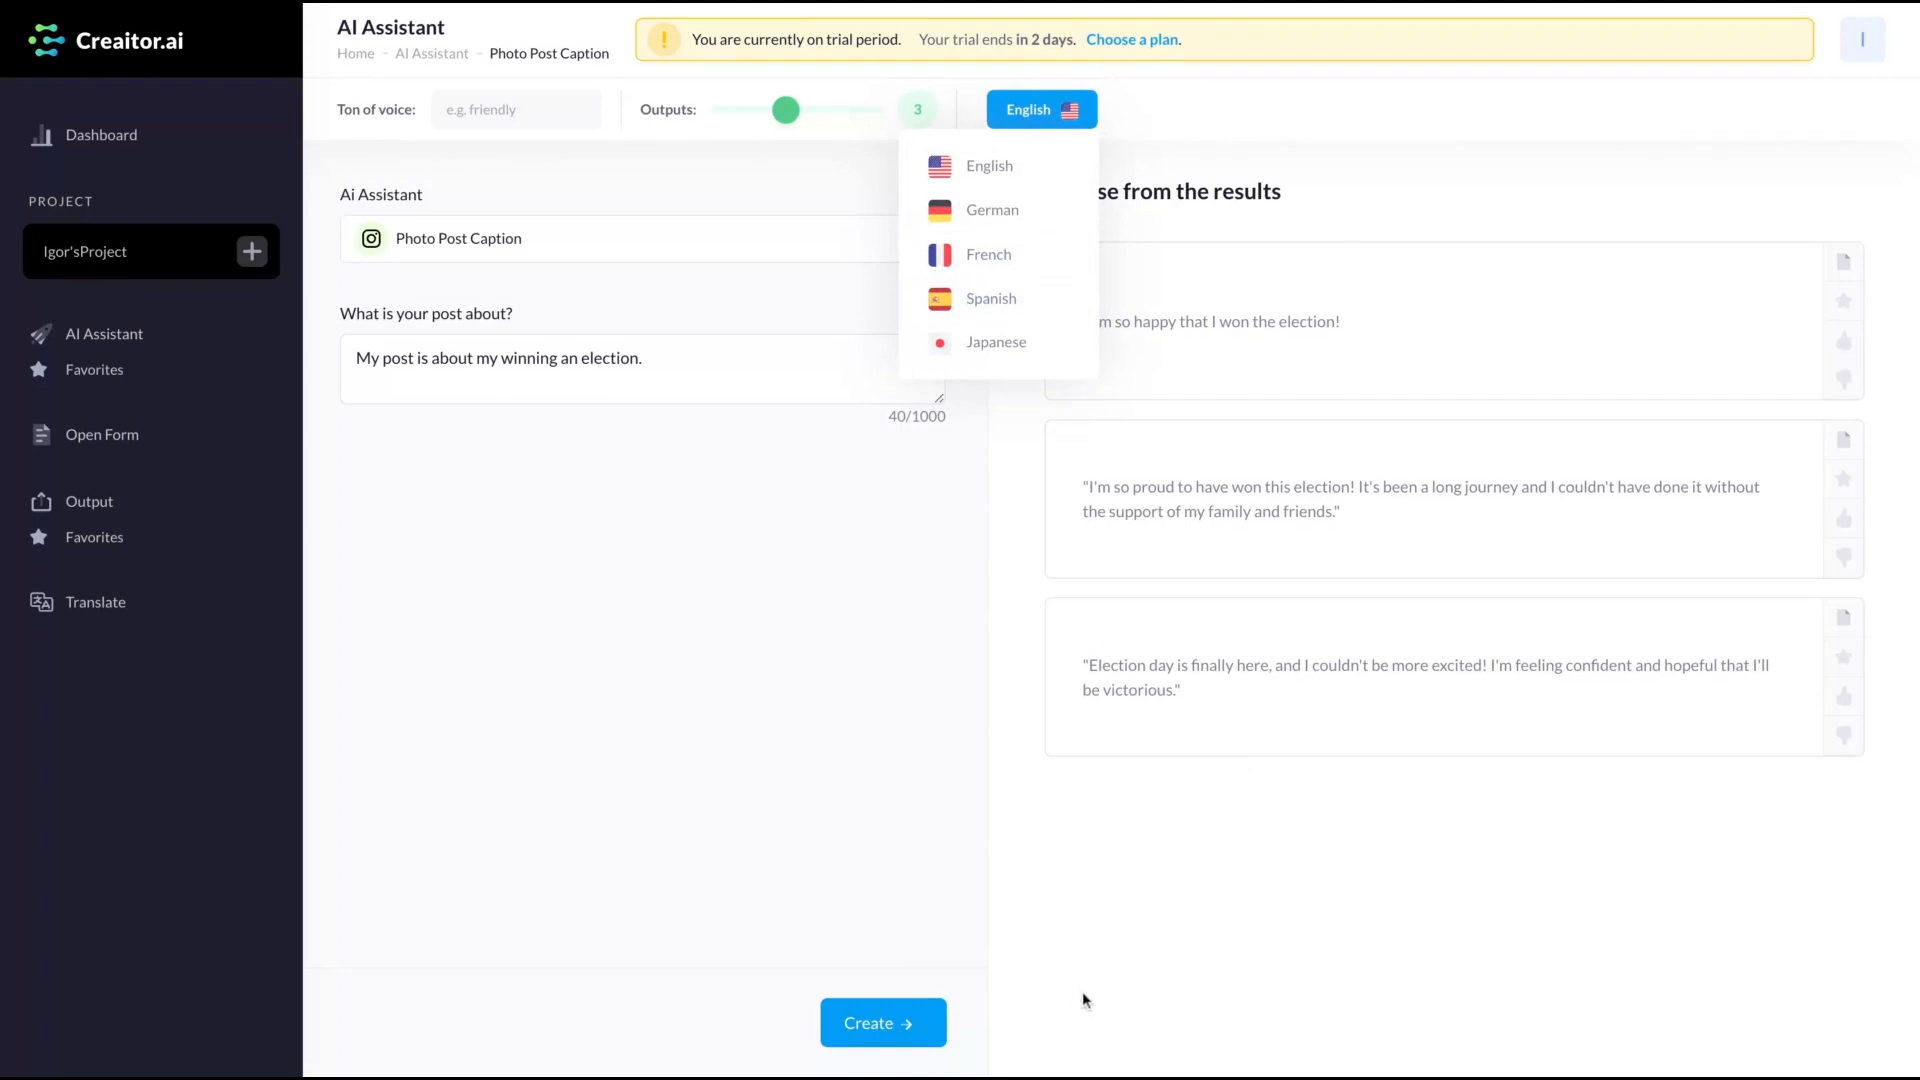 Creaitor.ai
AI Assistant
Home - AI Assistant - Photo Post Caption
! You are currently on trial period. Your trial ends in 2 days. Choose a plan.
I
Dashboard
PROJECT
Igor'sProject
AI Assistant
Favorites
Open Form
Output
Favorites
Translate
Ton of voice: e.g. friendly Outputs: 3 English
English
German
French
Spanish
Japanese
Ai Assistant
Photo Post Caption
What is your post about?
My post is about my winning an election.
40/1000
Create →
se from the results
m so happy that I won the election!
"I'm so proud to have won this election! It's been a long journey and I couldn't have done it without
the support of my family and friends."
"Election day is finally here, and I couldn't be more excited! I'm feeling confident and hopeful that I'll
be victorious."